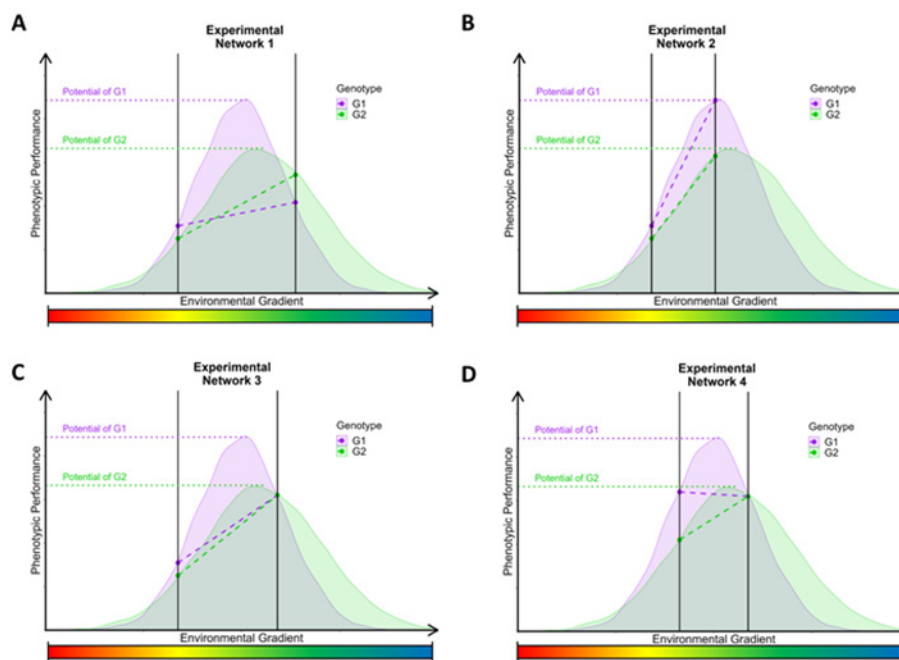 A
Experimental
Network 1
Potential of G1
Potential of G2
Genotype
G1
G2
Phenotypic Performance
Environmental Gradient
B
Experimental
Network 2
Potential of G1
Potential of G2
Genotype
G1
G2
Phenotypic Performance
Environmental Gradient
C
Experimental
Network 3
Potential of G1
Potential of G2
Genotype
G1
G2
Phenotypic Performance
Environmental Gradient
D
Experimental
Network 4
Potential of G1
Potential of G2
Genotype
G1
G2
Phenotypic Performance
Environmental Gradient